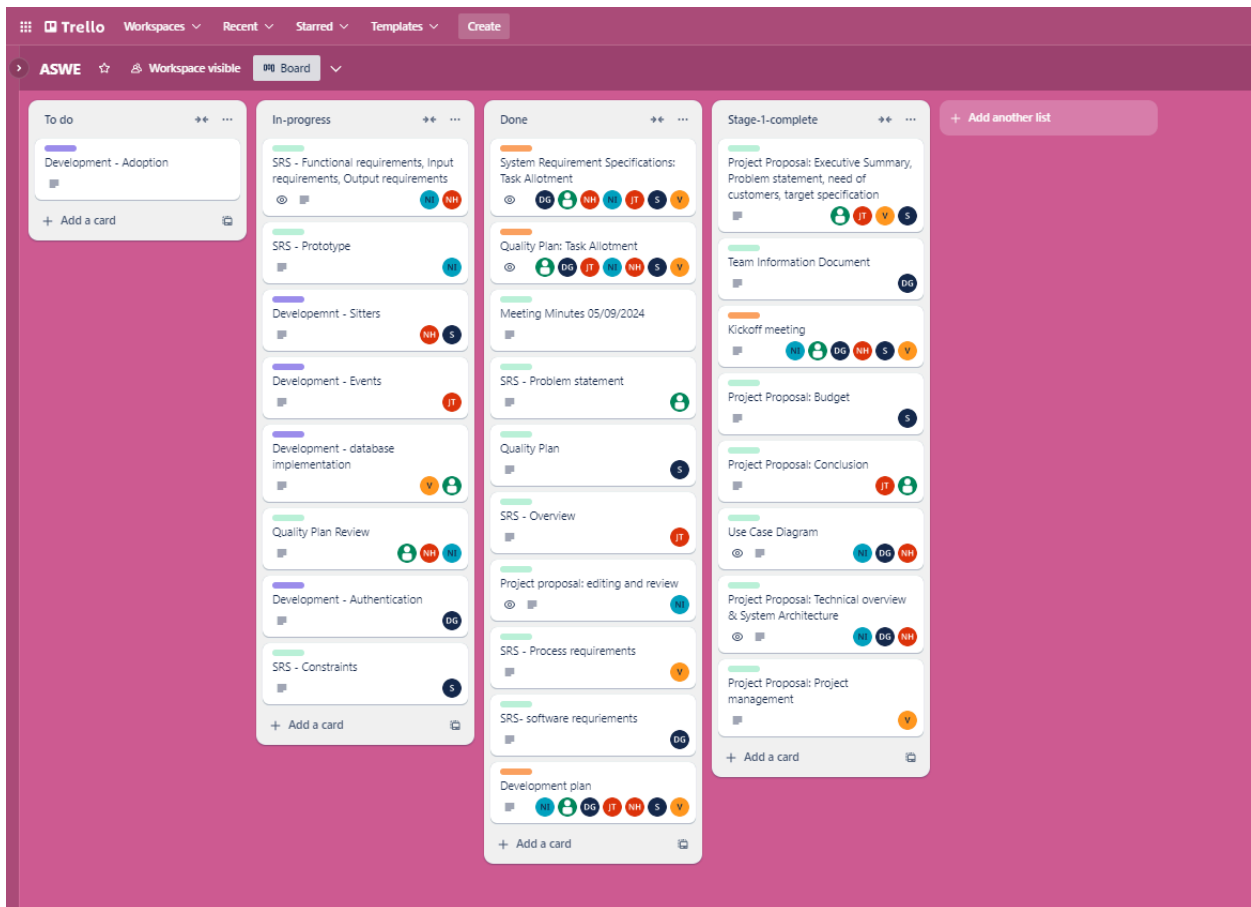 Trello Workspaces Recent Starred Templates Create
ASWE Workspace visible Board
To do
Development - Adoption
+ Add a card
In-progress
SRS - Functional requirements, Input
requirements, Output requirements
NI NH
SRS - Prototype
NI
Developemnt - Sitters
NH S
Development - Events
JT
Development - database
implementation
V
Quality Plan Review
NH NI
Development - Authentication
DG
SRS - Constraints
S
+ Add a card
Done
System Requirement Specifications:
Task Allotment
DG NH NI JT S V
Quality Plan: Task Allotment
DG JT NI NH S V
Meeting Minutes 05/09/2024
SRS - Problem statement
Quality Plan
S
SRS - Overview
JT
Project proposal: editing and review
NI
SRS - Process requirements
V
SRS- software requriements
DG
Development plan
NI DG JT NH S V
+ Add a card
Stage-1-complete
Project Proposal: Executive Summary,
Problem statement, need of
customers, target specification
JT V S
Team Information Document
DG
Kickoff meeting
NI DG NH S V
Project Proposal: Budget
S
Project Proposal: Conclusion
JT
Use Case Diagram
NI DG NH
Project Proposal: Technical overview
& System Architecture
NI DG NH
Project Proposal: Project
management
V
+ Add a card
+ Add another list